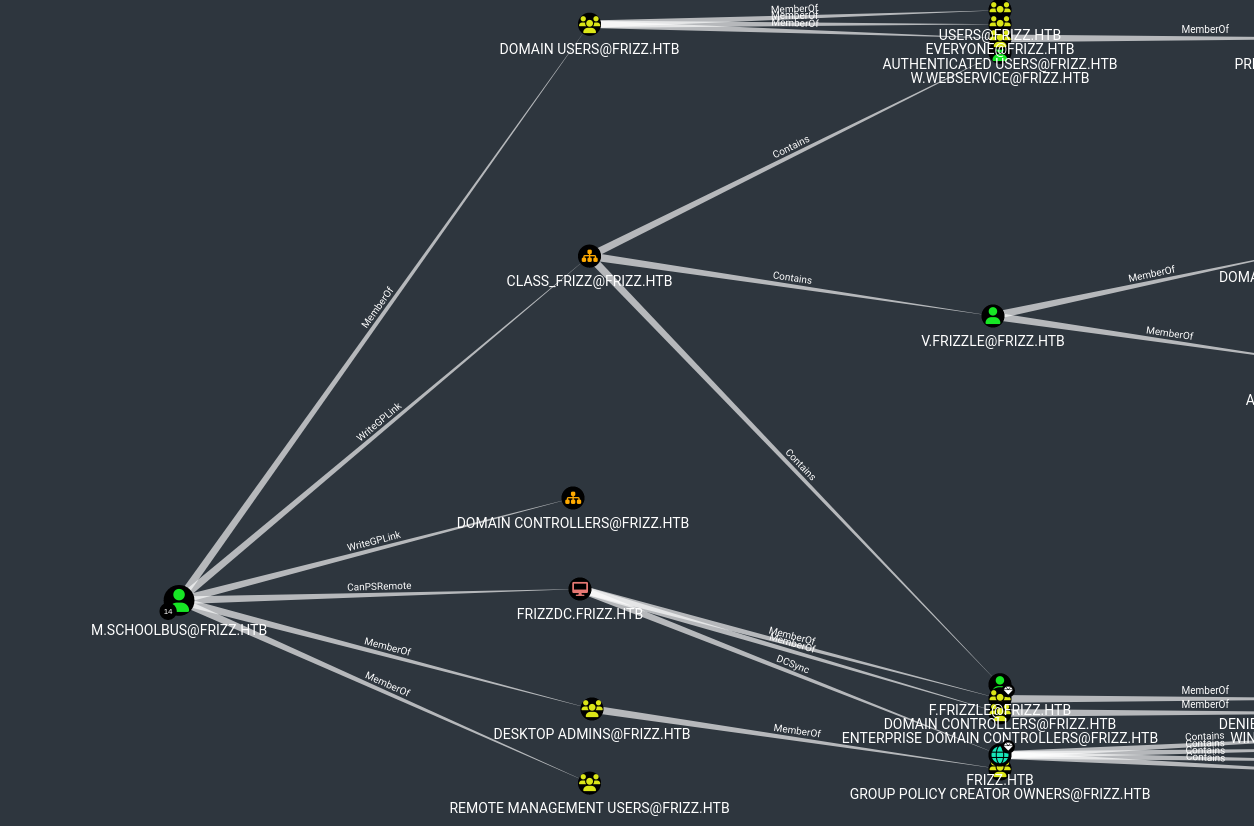 MemberOf
MemberOf
MemberOf
DOMAIN USERS@FRIZZ.HTB
USERS@FRIZZ.HTB
MemberOf
EVERYONE@FRIZZ.HTB
AUTHENTICATED USERS@FRIZZ.HTB
PRE
W.WEBSERVICE@FRIZZ.HTB
Contains
CLASS_FRIZZ@FRIZZ.HTB
Contains
MemberOf
DOMA
MemberOf
MemberOf
V.FRIZZLE@FRIZZ.HTB
A
WriteGPLink
Contains
DOMAIN CONTROLLERS@FRIZZ.HTB
WriteGPLink
CanPSRemote
FRIZZDC.FRIZZ.HTB
14
M.SCHOOLBUS@FRIZZ.HTB
MemberOf
MemberOf
MemberOf
DCSync
MemberOf
MemberOf
F.FRIZZLE@FRIZZ.HTB
MemberOf
DESKTOP ADMINS@FRIZZ.HTB
MemberOf
DOMAIN CONTROLLERS@FRIZZ.HTB
DENIE
ENTERPRISE DOMAIN CONTROLLERS@FRIZZ.HTB
Contains
Contains
Contains
Contains
WIN
FRIZZ.HTB
GROUP POLICY CREATOR OWNERS@FRIZZ.HTB
REMOTE MANAGEMENT USERS@FRIZZ.HTB